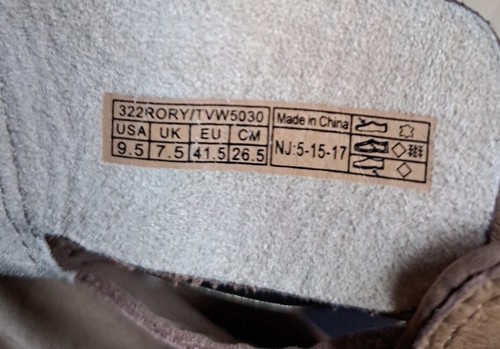 322RORY/TVW5030
USA UK EU CM
9.5 7.5 41.5 26.5
Made in China
NJ:5-15-17